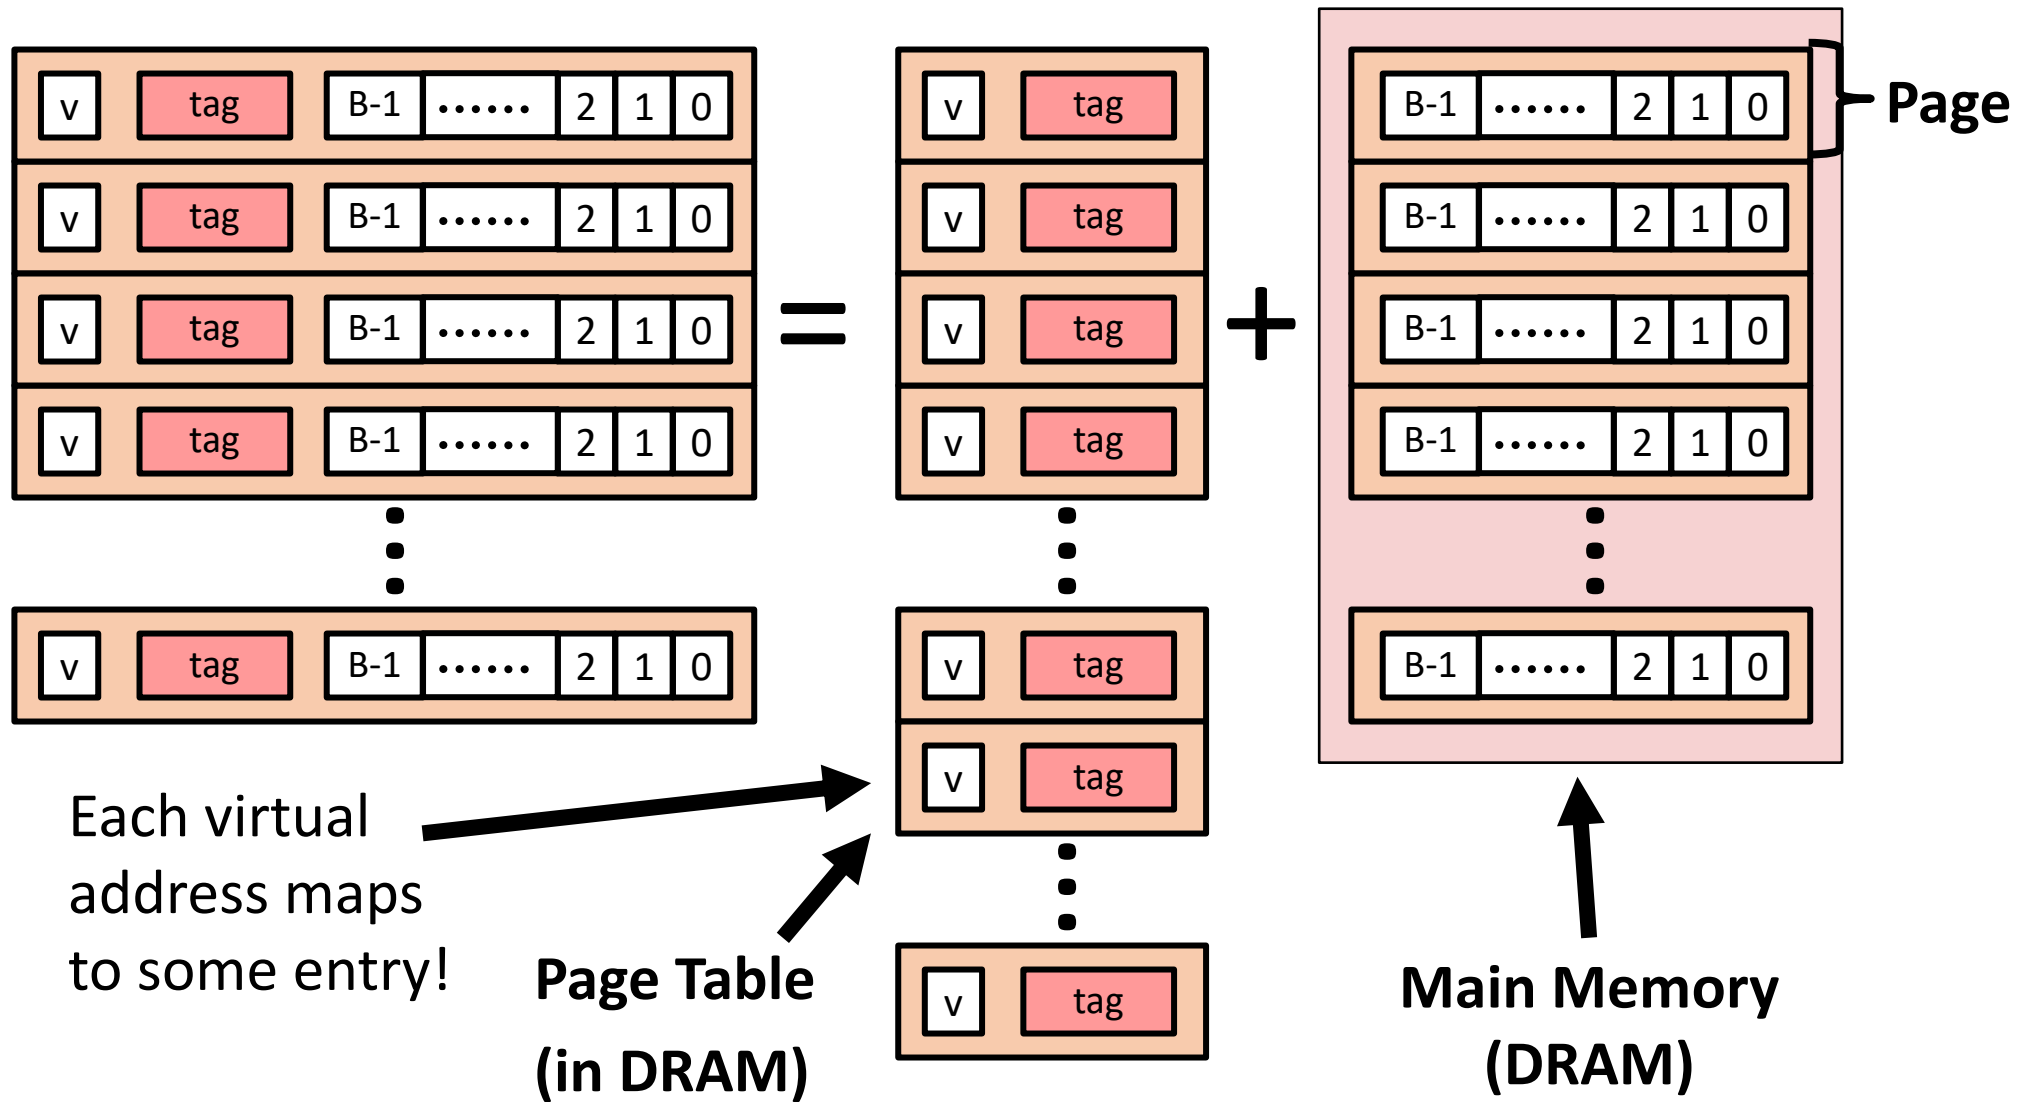 v tag B-1 ...... 2 1 0 v tag B-1 ...... 2 1 0 Page
v tag B-1 ...... 2 1 0 v tag B-1 ...... 2 1 0
v tag B-1 ...... 2 1 0 = v tag + B-1 ...... 2 1 0
v tag B-1 ...... 2 1 0 v tag B-1 ...... 2 1 0
v tag B-1 ...... 2 1 0 v tag B-1 ...... 2 1 0
v tag
Each virtual
address maps
to some entry!
Page Table
(in DRAM)
v tag
Main Memory
(DRAM)